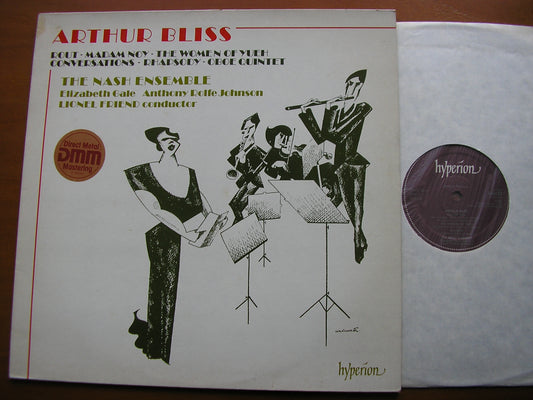 ARTHUR BLISS
ROUT · MADAM NOY · THE WOMEN OF YUEH
CONVERSATIONS · RHAPSODY · OBOE QUINTET
THE NASH ENSEMBLE
Elizabeth Gale Anthony Rolfe Johnson
LIONEL FRIEND conductor
Direct Metal
DMM
Mastering
hyperion
hyperion